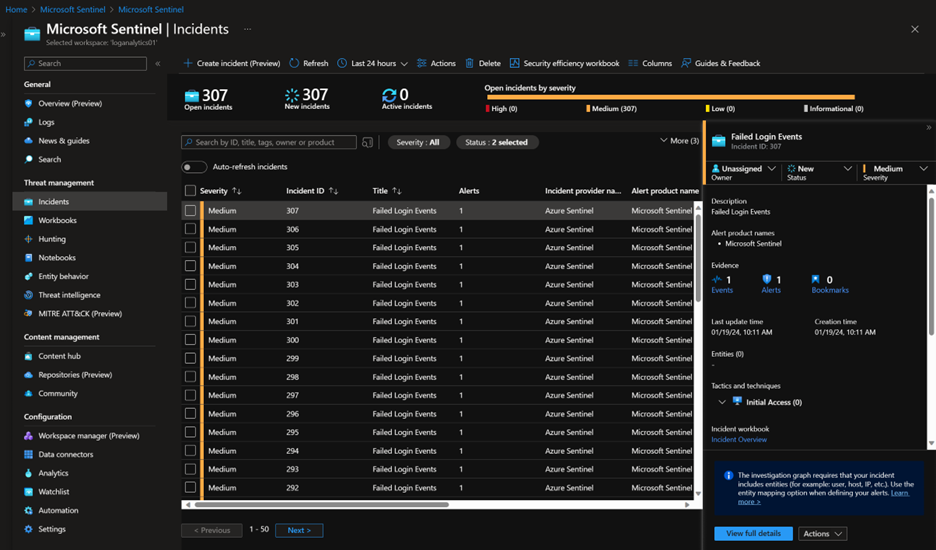 Home > Microsoft Sentinel > Microsoft Sentinel
Microsoft Sentinel | Incidents ...
Selected workspace: 'loganalytics01'
Search
General
Overview (Preview)
Logs
News & guides
Search
Threat management
Incidents
Workbooks
Hunting
Notebooks
Entity behavior
Threat intelligence
MITRE ATT&CK (Preview)
Content management
Content hub
Repositories (Preview)
Community
Configuration
Workspace manager (Preview)
Data connectors
Analytics
Watchlist
Automation
Settings
Create incident (Preview) Refresh Last 24 hours Actions Delete Security efficiency workbook Columns Guides & Feedback
307
Open incidents
307
New incidents
0
Active incidents
Open incidents by severity
High (0) Medium (307) Low (0) Informational (0)
Search by ID, title, tags, owner or product
Severity : All
Status : 2 selected
More (3)
Auto-refresh incidents
Severity Incident ID Title Alerts Incident provider na... Alert product name
Medium 307 Failed Login Events 1 Azure Sentinel Microsoft Sentinel
Medium 306 Failed Login Events 1 Azure Sentinel Microsoft Sentinel
Medium 305 Failed Login Events 1 Azure Sentinel Microsoft Sentinel
Medium 304 Failed Login Events 1 Azure Sentinel Microsoft Sentinel
Medium 303 Failed Login Events 1 Azure Sentinel Microsoft Sentinel
Medium 302 Failed Login Events 1 Azure Sentinel Microsoft Sentinel
Medium 301 Failed Login Events 1 Azure Sentinel Microsoft Sentinel
Medium 300 Failed Login Events 1 Azure Sentinel Microsoft Sentinel
Medium 299 Failed Login Events 1 Azure Sentinel Microsoft Sentinel
Medium 298 Failed Login Events 1 Azure Sentinel Microsoft Sentinel
Medium 297 Failed Login Events 1 Azure Sentinel Microsoft Sentinel
Medium 296 Failed Login Events 1 Azure Sentinel Microsoft Sentinel
Medium 295 Failed Login Events 1 Azure Sentinel Microsoft Sentinel
Medium 294 Failed Login Events 1 Azure Sentinel Microsoft Sentinel
Medium 293 Failed Login Events 1 Azure Sentinel Microsoft Sentinel
Medium 292 Failed Login Events 1 Azure Sentinel Microsoft Sentinel
< Previous 1 - 50 Next >
Failed Login Events
Incident ID: 307
Unassigned New Medium
Owner Status Severity
Description
Failed Login Events
Alert product names
• Microsoft Sentinel
Evidence
1 1 0
Events Alerts Bookmarks
Last update time Creation time
01/19/24, 10:11 AM 01/19/24, 10:11 AM
Entities (0)
-
Tactics and techniques
Initial Access (0)
Incident workbook
Incident Overview
The investigation graph requires that your incident
includes entities (for example: user, host, IP, etc.). Use the
entity mapping option when defining your alerts. Learn
more >
View full details Actions